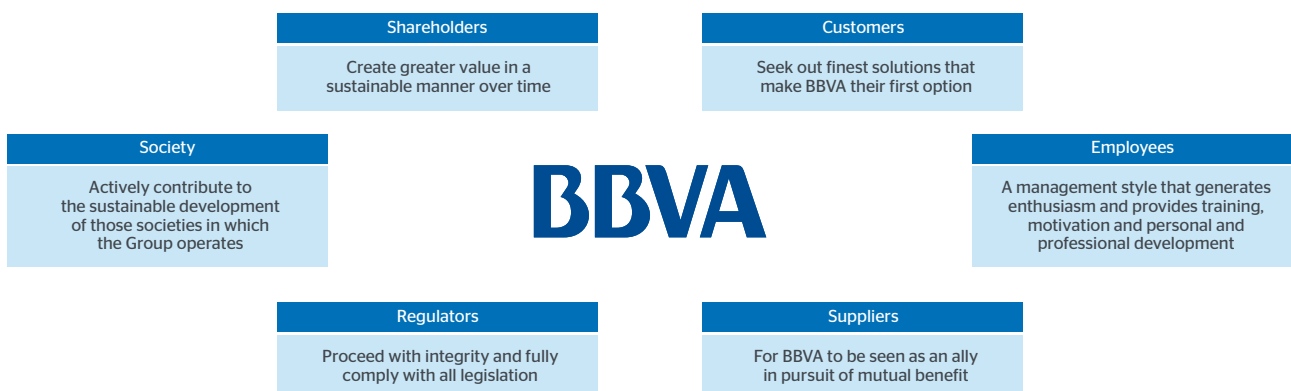 Shareholders
Create greater value in a
sustainable manner over time
Customers
Seek out finest solutions that
make BBVA their first option
Society
Actively contribute to
the sustainable development
of those societies in which
the Group operates
BBVA
Employees
A management style that generates
enthusiasm and provides training,
motivation and personal and
professional development
Regulators
Proceed with integrity and fully
comply with all legislation
Suppliers
For BBVA to be seen as an ally
in pursuit of mutual benefit